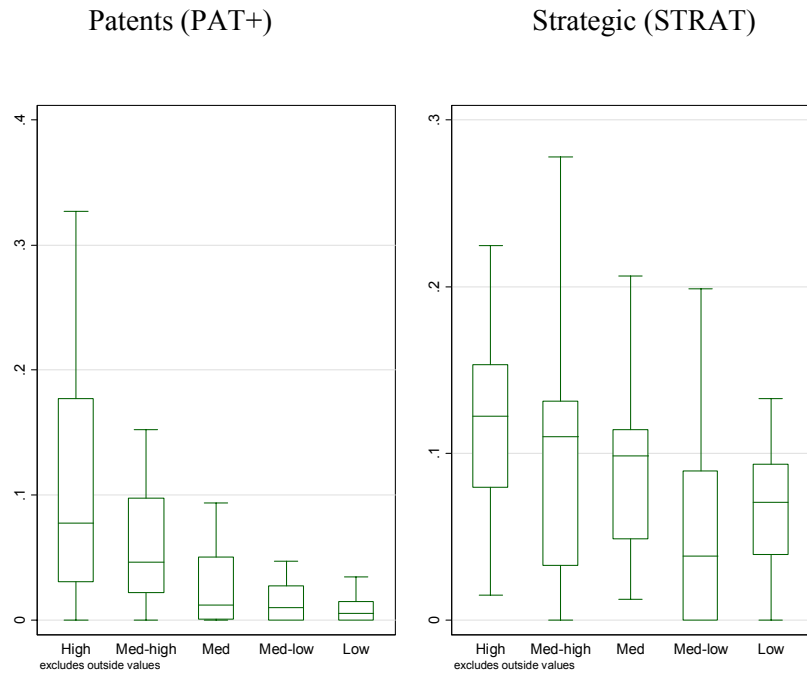 Patents (PAT+)
Strategic (STRAT)
.4
.3
.2
.1
0
High Med-high Med Med-low Low
excludes outside values
.3
.2
.1
0
High Med-high Med Med-low Low
excludes outside values